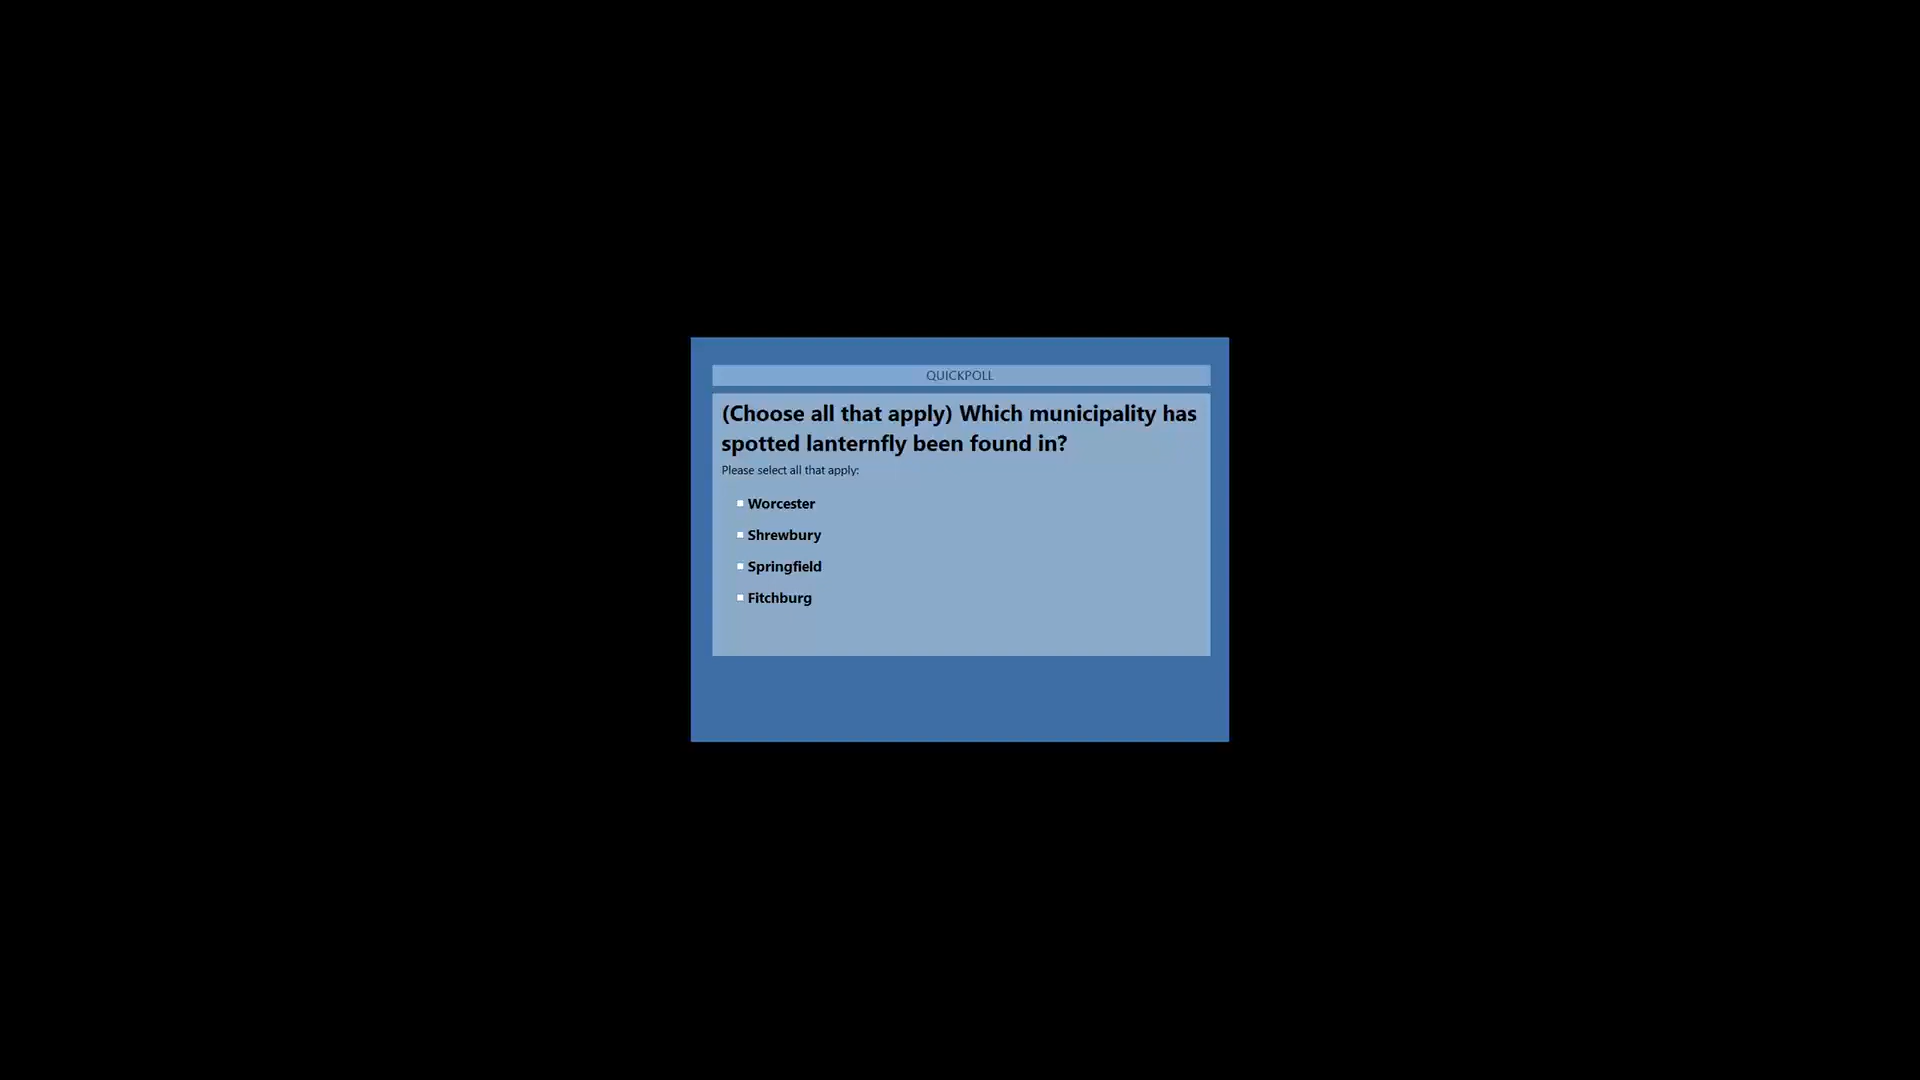 QUICKPOLL
(Choose all that apply) Which municipality has
spotted lanternfly been found in?
Please select all that apply:
Worcester
Shrewbury
Springfield
Fitchburg